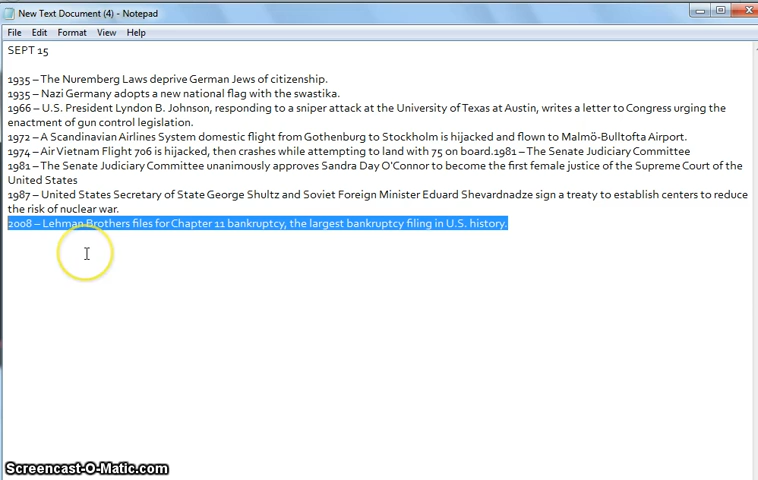 New Text Document (4) - Notepad
File Edit Format View Help
SEPT 15
1935 – The Nuremberg Laws deprive German Jews of citizenship.
1935 – Nazi Germany adopts a new national flag with the swastika.
1966 – U.S. President Lyndon B. Johnson, responding to a sniper attack at the University of Texas at Austin, writes a letter to Congress urging the
enactment of gun control legislation.
1972 – A Scandinavian Airlines System domestic flight from Gothenburg to Stockholm is hijacked and flown to Malmö-Bulltofta Airport.
1974 – Air Vietnam Flight 706 is hijacked, then crashes while attempting to land with 75 on board.1981 – The Senate Judiciary Committee
1981 – The Senate Judiciary Committee unanimously approves Sandra Day O'Connor to become the first female justice of the Supreme Court of the
United States
1987 – United States Secretary of State George Shultz and Soviet Foreign Minister Eduard Shevardnadze sign a treaty to establish centers to reduce
the risk of nuclear war.
2008 – Lehman Brothers files for Chapter 11 bankruptcy, the largest bankruptcy filing in U.S. history.
Screencast-O-Matic.com